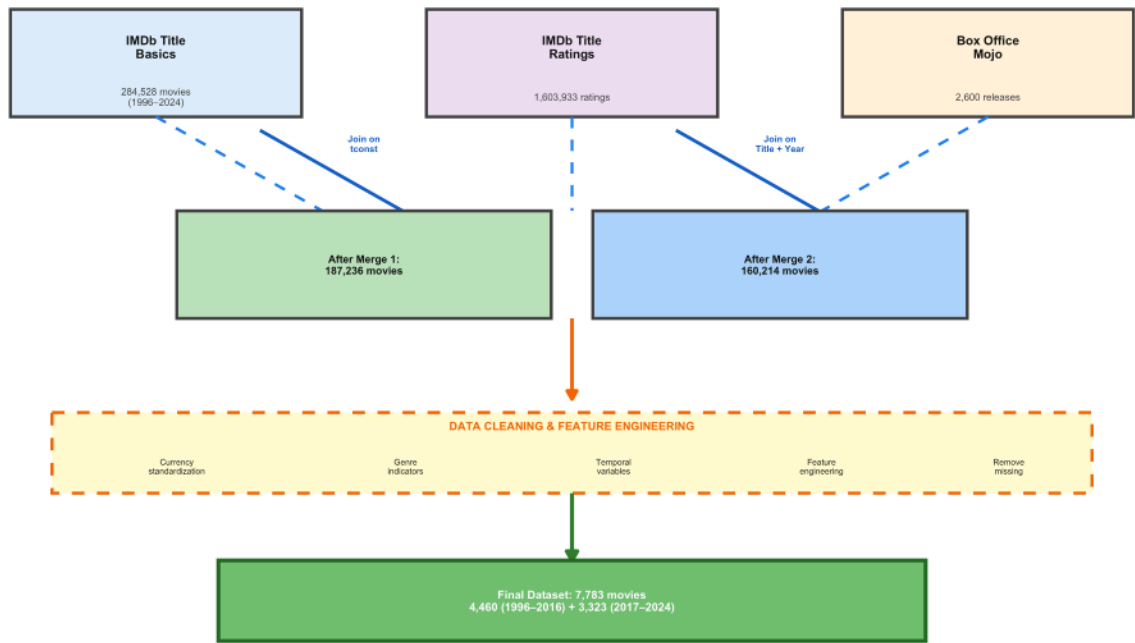 IMDb Title
Basics
284,528 movies
(1996–2024)
IMDb Title
Ratings
1,603,933 ratings
Box Office
Mojo
2,600 releases
Join on
tconst
Join on
Title + Year
After Merge 1:
187,236 movies
After Merge 2:
160,214 movies
DATA CLEANING & FEATURE ENGINEERING
Currency
standardization
Genre
indicators
Temporal
variables
Feature
engineering
Remove
missing
Final Dataset: 7,783 movies
4,460 (1996–2016) + 3,323 (2017–2024)